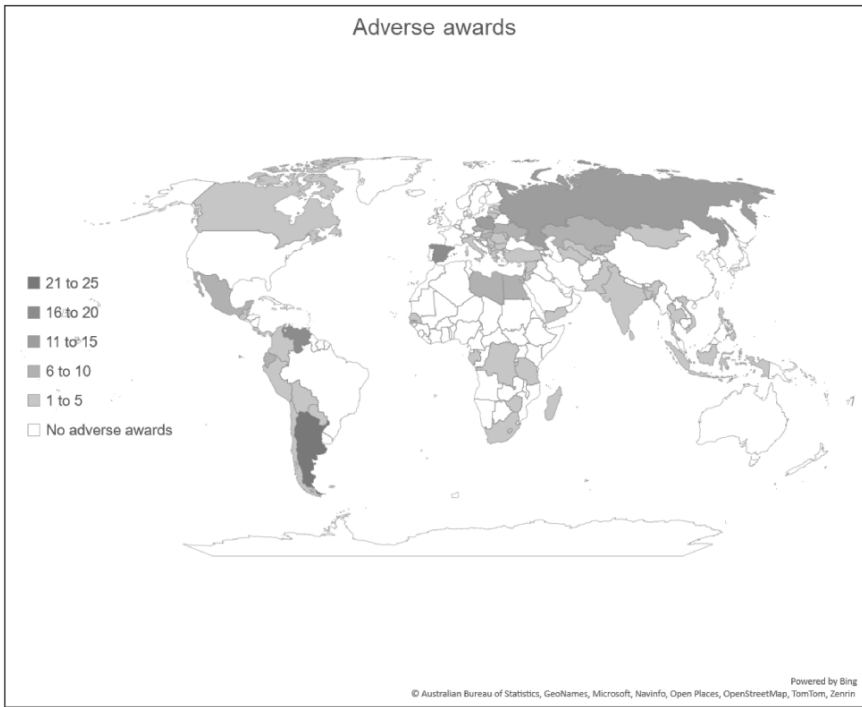 Adverse awards
21 to 25
16 to 20
11 to 15
6 to 10
1 to 5
No adverse awards
Powered by Bing
© Australian Bureau of Statistics, GeoNames, Microsoft, Navinfo, Open Places, OpenStreetMap, TomTom, Zenrin